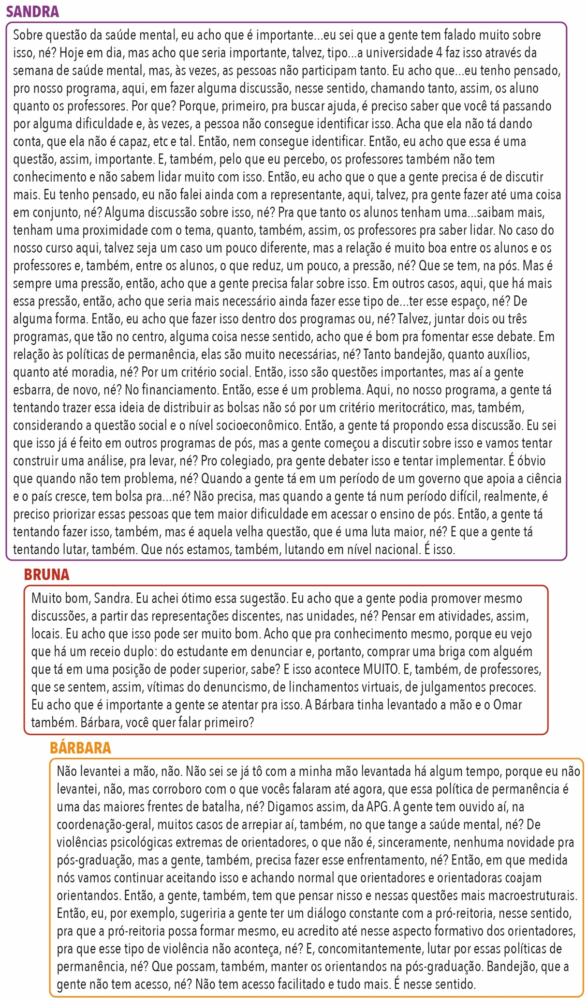 SANDRA
Sobre questão da saúde mental, eu acho que é importante...eu sei que a gente tem falado muito sobre
isso, né? Hoje em dia, mas acho que seria importante, talvez, tipo...a universidade 4 faz isso através da
semana de saúde mental, mas, às vezes, as pessoas não participam tanto. Eu acho que...eu tenho pensado,
pro nosso programa, aqui, em fazer alguma discussão, nesse sentido, chamando tanto, assim, os aluno
quanto os professores. Por que? Porque, primeiro, pra buscar ajuda, é preciso saber que você tá passando
por alguma dificuldade e, às vezes, a pessoa não consegue identificar isso. Acha que ela não tá dando
conta, que ela não é capaz, etc e tal. Então, nem consegue identificar. Então, eu acho que essa é uma
questão, assim, importante. E, também, pelo que eu percebo, os professores também não tem
conhecimento e não sabem lidar muito com isso. Então, eu acho que o que a gente precisa é de discutir
mais. Eu tenho pensado, eu não falei ainda com a representante, aqui, talvez, pra gente fazer até uma coisa
em conjunto, né? Alguma discussão sobre isso, né? Pra que tanto os alunos tenham uma...saibam mais,
tenham uma proximidade com o tema, quanto, também, assim, os professores pra saber lidar. No caso do
nosso curso aqui, talvez seja um caso um pouco diferente, mas a relação é muito boa entre os alunos e os
professores e, também, entre os alunos, o que reduz, um pouco, a pressão, né? Que se tem, na pós. Mas é
sempre uma pressão, então, acho que a gente precisa falar sobre isso. Em outros casos, aqui, que há mais
essa pressão, então, acho que seria mais necessário ainda fazer esse tipo de...ter esse espaço, né? De
alguma forma. Então, eu acho que fazer isso dentro dos programas ou, né? Talvez, juntar dois ou três
programas, que tão no centro, alguma coisa nesse sentido, acho que é bom pra fomentar esse debate. Em
relação às políticas de permanência, elas são muito necessárias, né? Tanto bandejão, quanto auxílios,
quanto até moradia, né? Por um critério social. Então, isso são questões importantes, mas aí a gente
esbarra, de novo, né? No financiamento. Então, esse é um problema. Aqui, no nosso programa, a gente tá
tentando trazer essa ideia de distribuir as bolsas não só por um critério meritocrático, mas, também,
considerando a questão social e o nível socioeconômico. Então, a gente tá propondo essa discussão. Eu sei
que isso já é feito em outros programas de pós, mas a gente começou a discutir sobre isso e vamos tentar
construir uma análise, pra levar, né? Pro colegiado, pra gente debater isso e tentar implementar. É óbvio
que quando não tem problema, né? Quando a gente tá em um período de um governo que apoia a ciência
e o país cresce, tem bolsa pra...né? Não precisa, mas quando a gente tá num período difícil, realmente, é
preciso priorizar essas pessoas que tem maior dificuldade em acessar o ensino de pós. Então, a gente tá
tentando fazer isso, também, mas é aquela velha questão, que é uma luta maior, né? E que a gente tá
tentando lutar, também. Que nós estamos, também, lutando em nível nacional. É isso.
BRUNA
Muito bom, Sandra. Eu achei ótimo essa sugestão. Eu acho que a gente podia promover mesmo
discussões, a partir das representações discentes, nas unidades, né? Pensar em atividades, assim,
locais. Eu acho que isso pode ser muito bom. Acho que pra conhecimento mesmo, porque eu vejo
que há um receio duplo: do estudante em denunciar e, portanto, comprar uma briga com alguém
que tá em uma posição de poder superior, sabe? E isso acontece MUITO. E, também, de professores,
que se sentem, assim, vítimas do denuncismo, de linchamentos virtuais, de julgamentos precoces.
Eu acho que é importante a gente se atentar pra isso. A Bárbara tinha levantado a mão e o Omar
também. Bárbara, você quer falar primeiro?
BÁRBARA
Não levantei a mão, não. Não sei se já tô com a minha mão levantada há algum tempo, porque eu não
levantei, não, mas corroboro com o que vocês falaram até agora, que essa política de permanência é
uma das maiores frentes de batalha, né? Digamos assim, da APG. A gente tem ouvido aí, na
coordenação-geral, muitos casos de arrepiar aí, também, no que tange a saúde mental, né? De
violências psicológicas extremas de orientadores, o que não é, sinceramente, nenhuma novidade pra
pós-graduação, mas a gente, também, precisa fazer esse enfrentamento, né? Então, em que medida
nós vamos continuar aceitando isso e achando normal que orientadores e orientadoras coajam
orientandos. Então, a gente, também, tem que pensar nisso e nessas questões mais macroestruturais.
Então, eu, por exemplo, sugeriria a gente ter um diálogo constante com a pró-reitoria, nesse sentido,
pra que a pró-reitoria possa formar mesmo, eu acredito até nesse aspecto formativo dos orientadores,
pra que esse tipo de violência não aconteça, né? E, concomitantemente, lutar por essas políticas de
permanência, né? Que possam, também, manter os orientandos na pós-graduação. Bandejão, que a
gente não tem acesso, né? Não tem acesso facilitado e tudo mais. É nesse sentido.